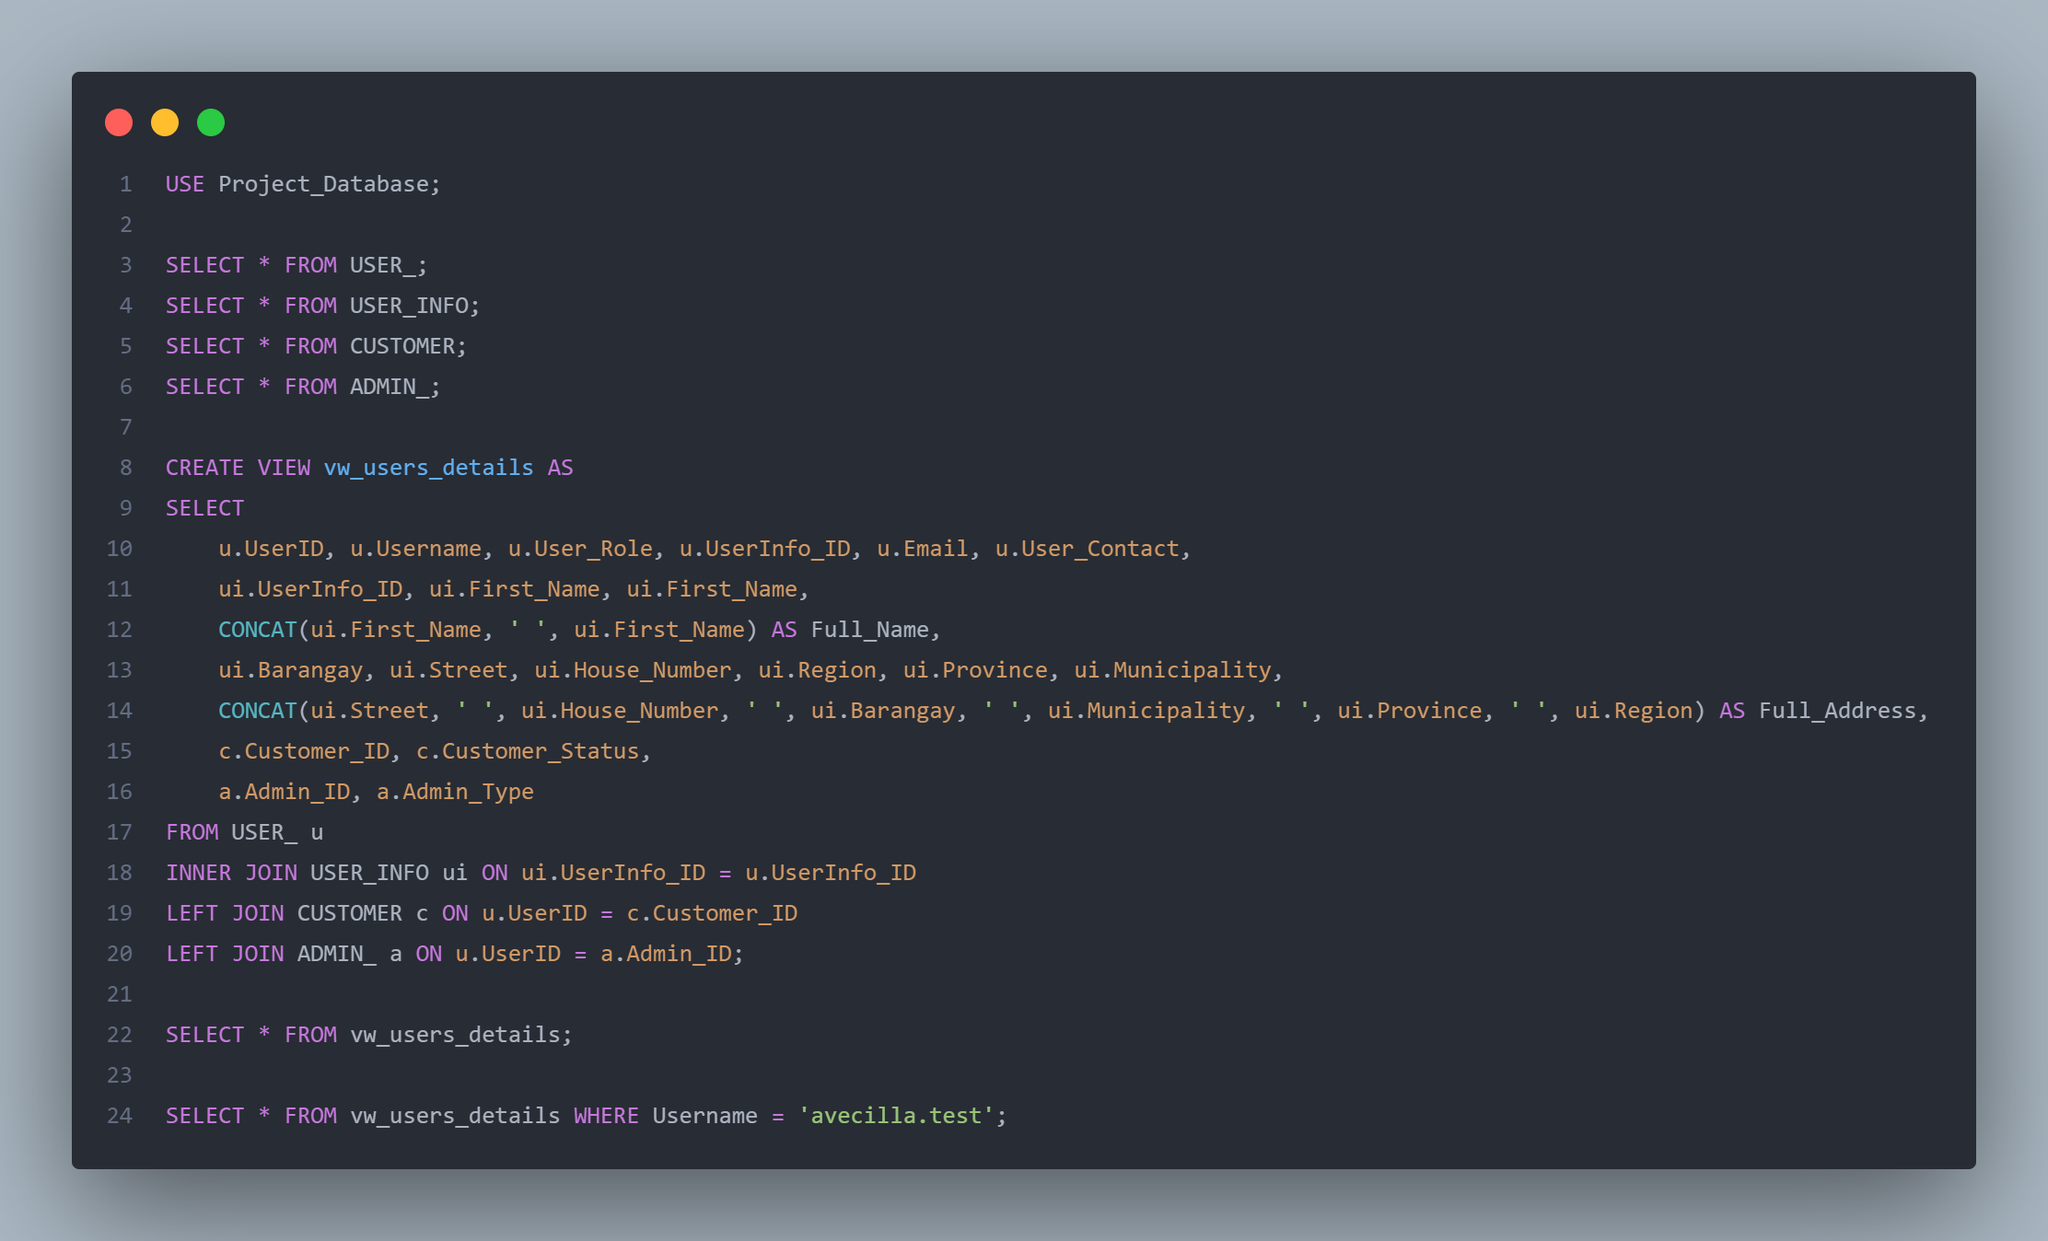 1 USE Project_Database;
2
3 SELECT * FROM USER_;
4 SELECT * FROM USER_INFO;
5 SELECT * FROM CUSTOMER;
6 SELECT * FROM ADMIN_;
7
8 CREATE VIEW vw_users_details AS
9 SELECT
10     u.UserID, u.Username, u.User_Role, u.UserInfo_ID, u.Email, u.User_Contact,
11     ui.UserInfo_ID, ui.First_Name, ui.First_Name,
12     CONCAT(ui.First_Name, ' ', ui.First_Name) AS Full_Name,
13     ui.Barangay, ui.Street, ui.House_Number, ui.Region, ui.Province, ui.Municipality,
14     CONCAT(ui.Street, ' ', ui.House_Number, ' ', ui.Barangay, ' ', ui.Municipality, ' ', ui.Province, ' ', ui.Region) AS Full_Address,
15     c.Customer_ID, c.Customer_Status,
16     a.Admin_ID, a.Admin_Type
17 FROM USER_ u
18 INNER JOIN USER_INFO ui ON ui.UserInfo_ID = u.UserInfo_ID
19 LEFT JOIN CUSTOMER c ON u.UserID = c.Customer_ID
20 LEFT JOIN ADMIN_ a ON u.UserID = a.Admin_ID;
21
22 SELECT * FROM vw_users_details;
23
24 SELECT * FROM vw_users_details WHERE Username = 'avecilla.test';